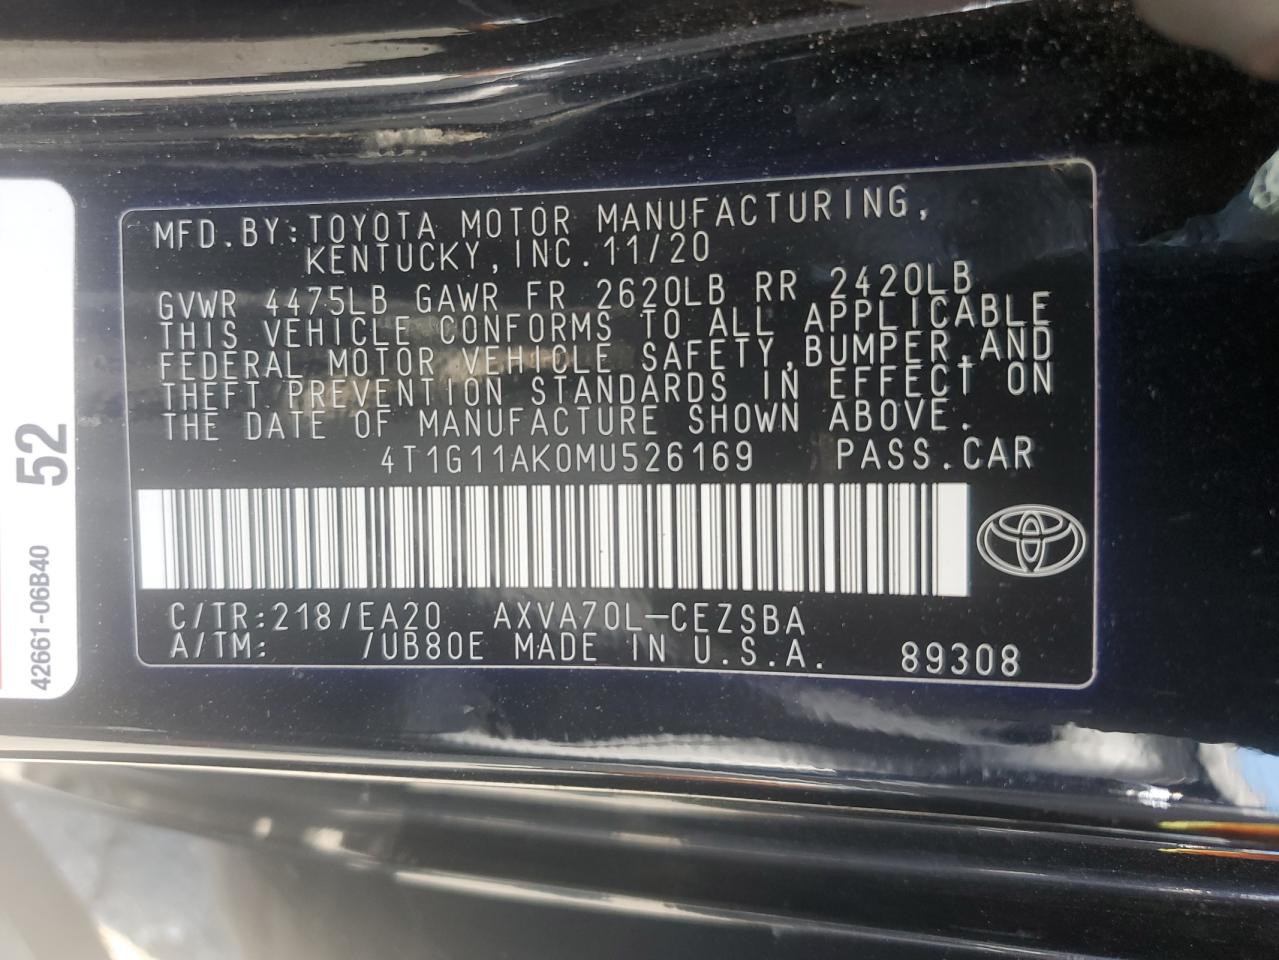 MFD.BY:TOYOTA MOTOR MANUFACTURING,
KENTUCKY,INC.11/20
GVWR 4475LB GAWR FR 2620LB RR 2420LB
THIS VEHICLE CONFORMS TO ALL APPLICABLE
FEDERAL MOTOR VEHICLE SAFETY,BUMPER,AND
THEFT PREVENTION STANDARDS IN EFFECT ON
THE DATE OF MANUFACTURE SHOWN ABOVE.
4T1G11AK0MU526169 PASS.CAR
C/TR:218/EA20 AXVA70L-CEZSBA
A/TM: /UB80E MADE IN U.S.A.
89308
52
42661-06B40